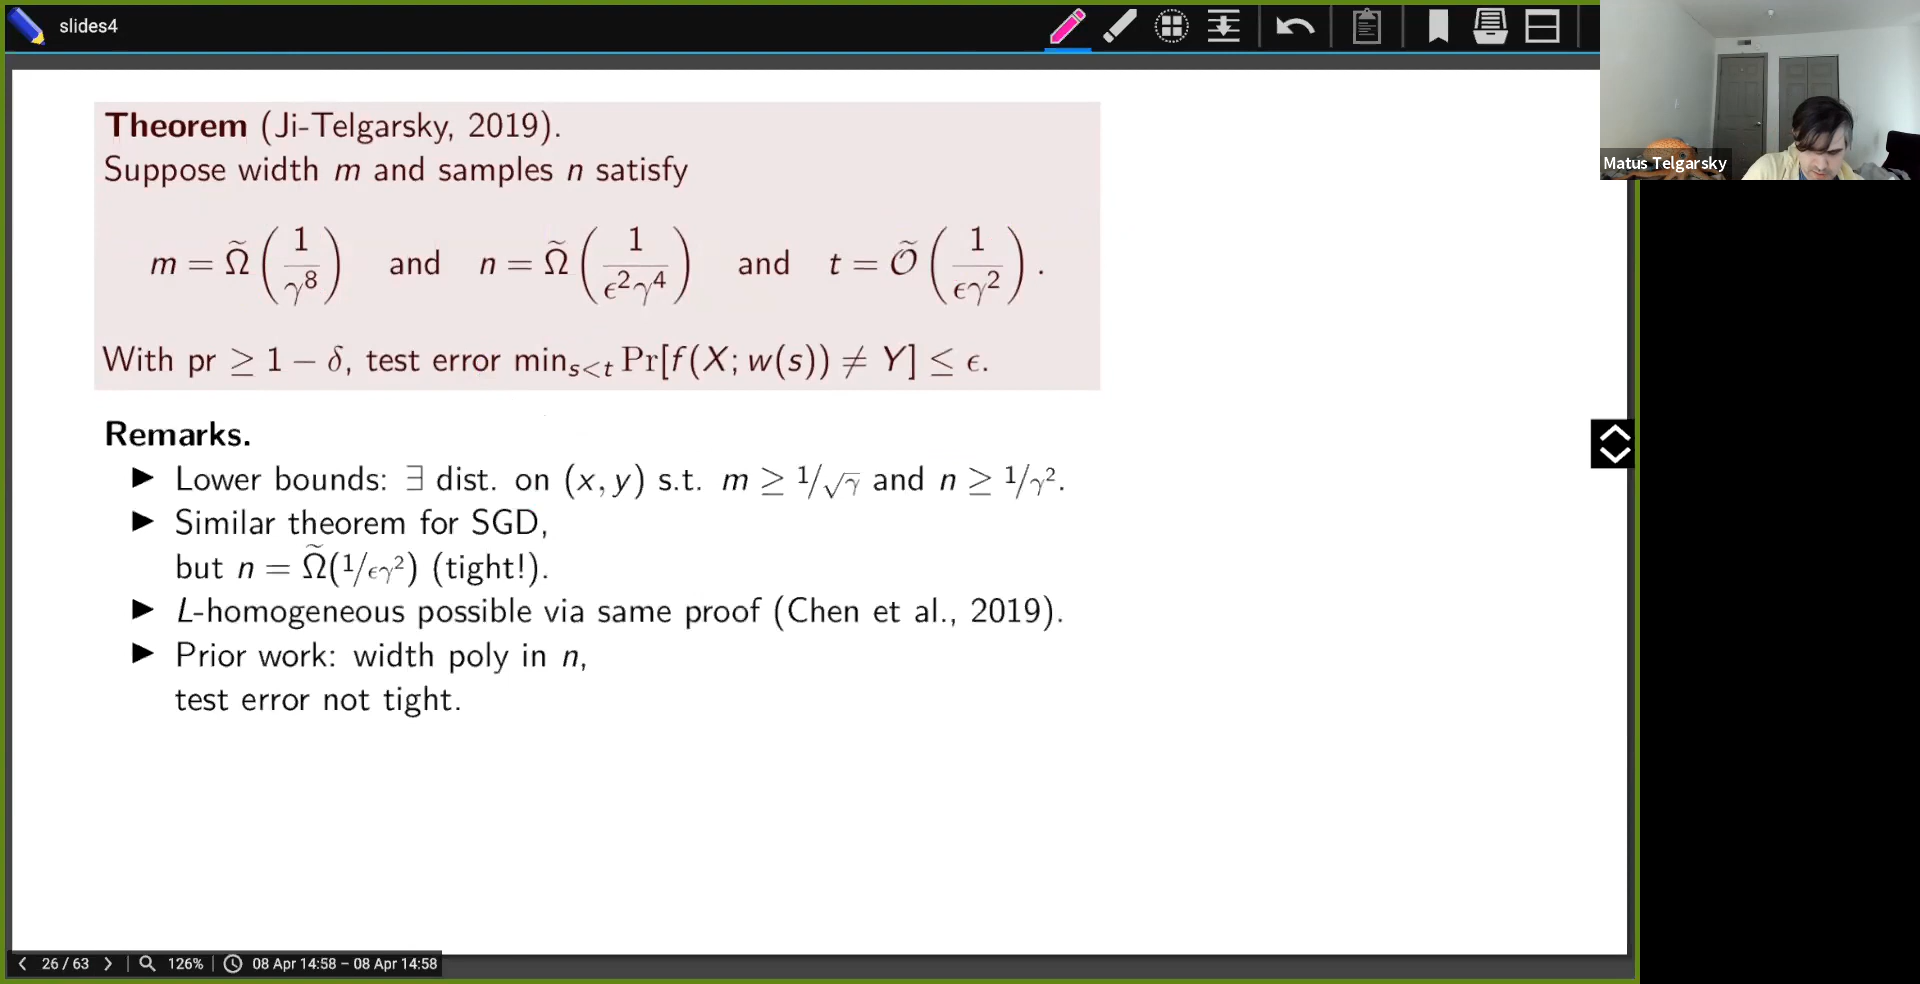 slides4
Matus Telgarsky
Theorem (Ji-Telgarsky, 2019).
Suppose width m and samples n satisfy
m = Ω̃(1/γ⁸) and n = Ω̃(1/ϵ²γ⁴) and t = Õ(1/ϵγ²).
With pr ≥ 1 − δ, test error min_{s<t} Pr[f(X; w(s)) ≠ Y] ≤ ϵ.
Remarks.
▶ Lower bounds: ∃ dist. on (x, y) s.t. m ≥ 1/√γ and n ≥ 1/γ².
▶ Similar theorem for SGD,
but n = Ω̃(1/ϵγ²) (tight!).
▶ L-homogeneous possible via same proof (Chen et al., 2019).
▶ Prior work: width poly in n,
test error not tight.
26 / 63 126% 08 Apr 14:58 – 08 Apr 14:58